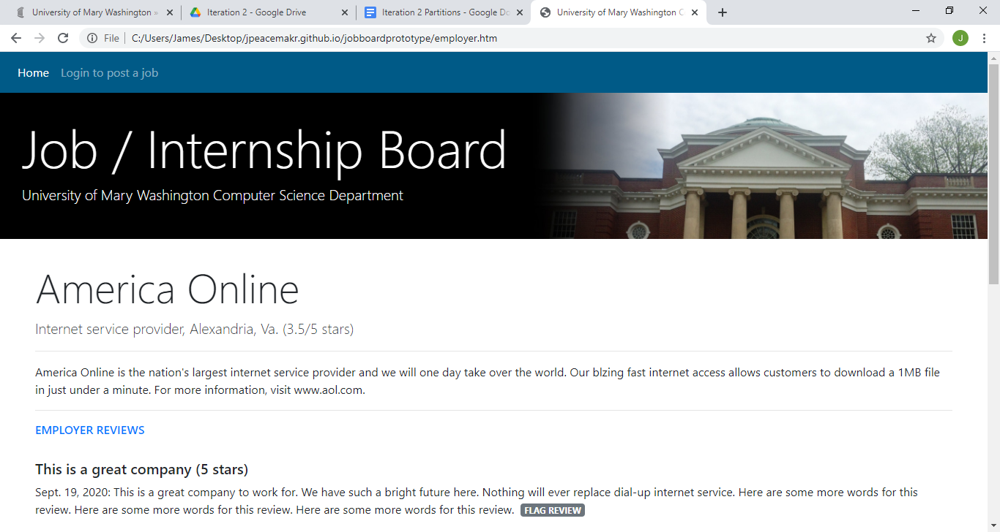 University of Mary Washington »
Iteration 2 - Google Drive
Iteration 2 Partitions - Google Do
University of Mary Washington C
File
C:/Users/James/Desktop/jpeacemakr.github.io/jobboardprototype/employer.htm
J
Home Login to post a job
Job / Internship Board
University of Mary Washington Computer Science Department
America Online
Internet service provider, Alexandria, Va. (3.5/5 stars)
America Online is the nation's largest internet service provider and we will one day take over the world. Our blzing fast internet access allows customers to download a 1MB file
in just under a minute. For more information, visit www.aol.com.
EMPLOYER REVIEWS
This is a great company (5 stars)
Sept. 19, 2020: This is a great company to work for. We have such a bright future here. Nothing will ever replace dial-up internet service. Here are some more words for this
review. Here are some more words for this review. Here are some more words for this review. FLAG REVIEW